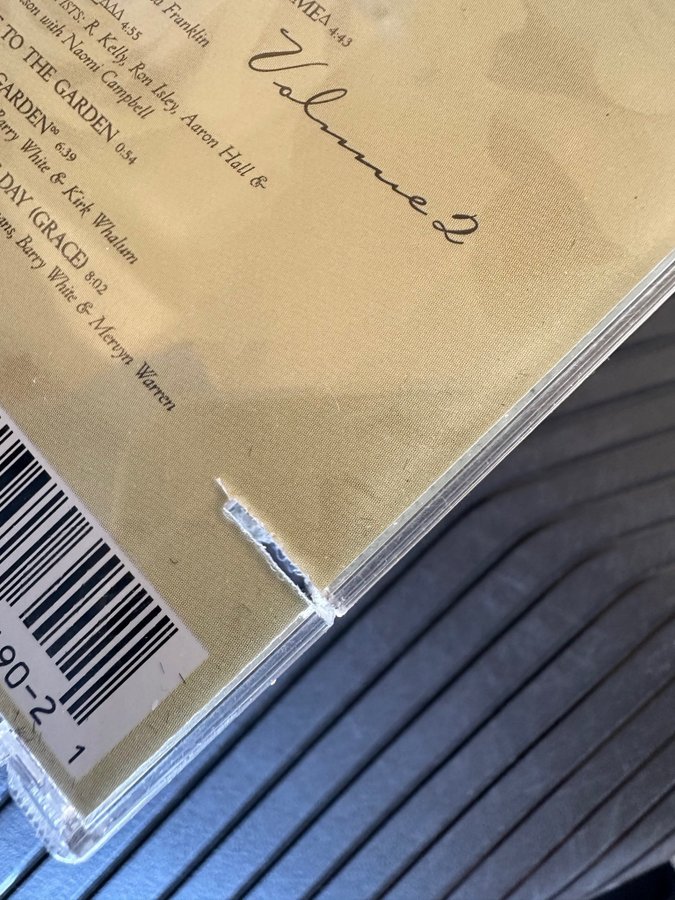 4:43
Franklin
4:55
R. Kelly, Ron Isley, Aaron Hall &
with Naomi Campbell
TO THE GARDEN 0:54
GARDEN∞ 6:39
Barry White & Kirk Whalum
DAY (GRACE) 8:02
Barry White & Mervyn Warren
Volume 2
90-2 1